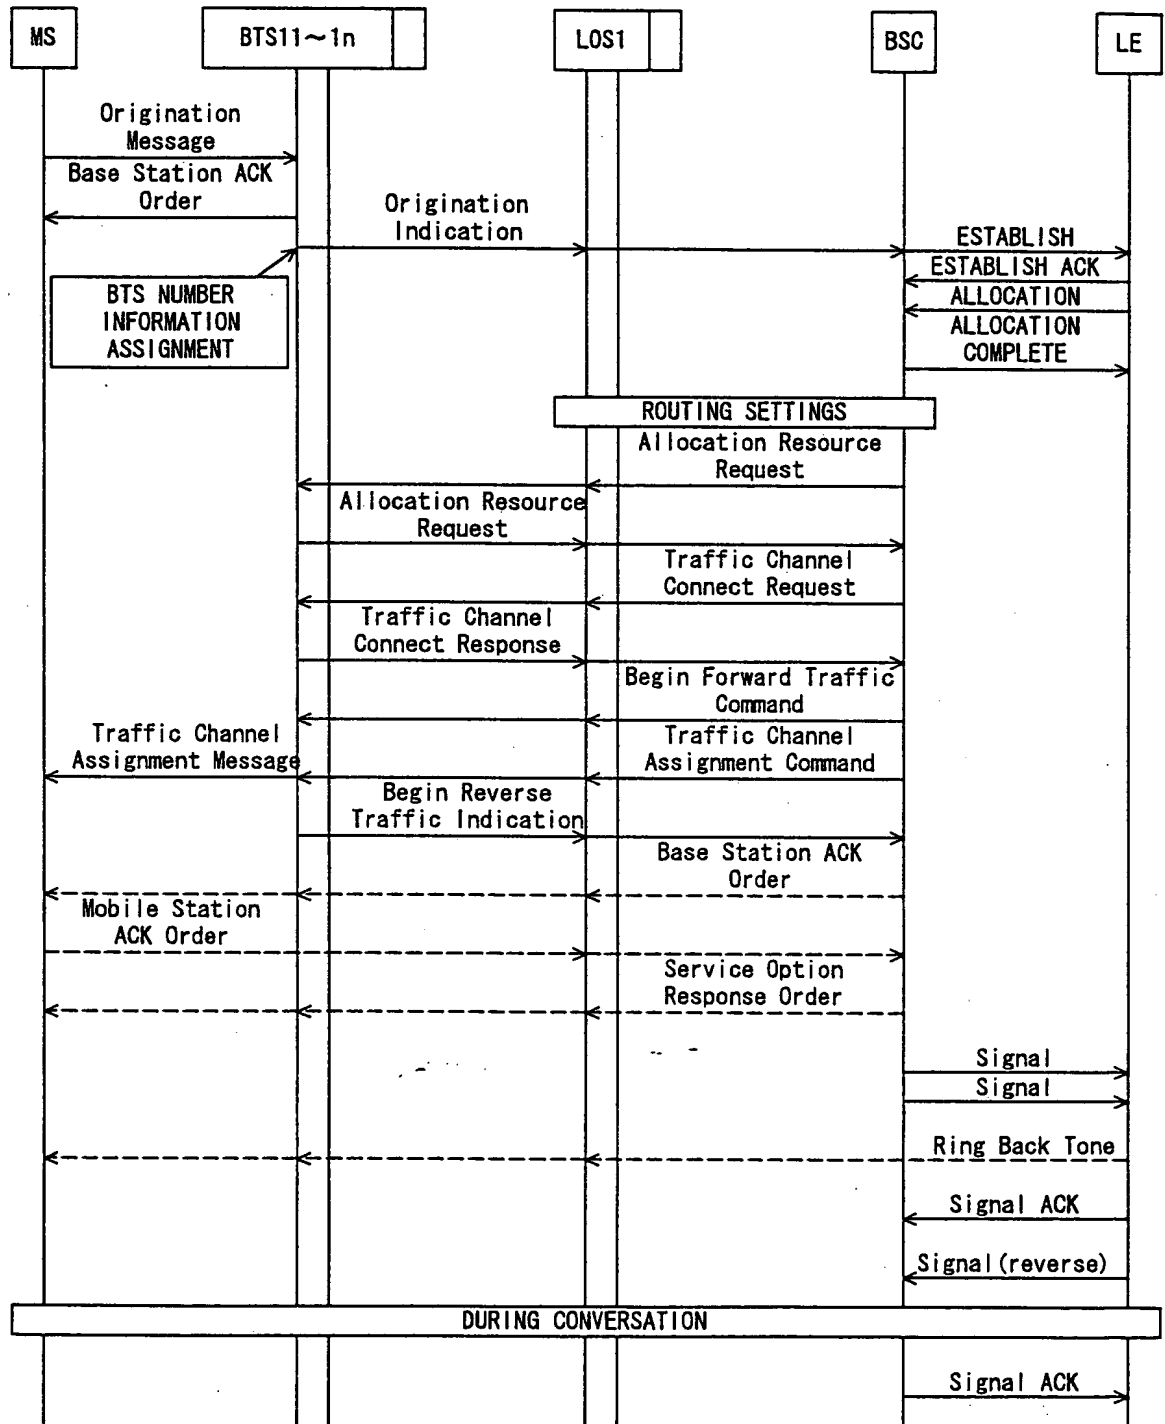 MS
BTS11～1n
LOS1
BSC
LE
Origination
Message
Base Station ACK
Order
Origination
Indication
ESTABLISH
ESTABLISH ACK
BTS NUMBER
INFORMATION
ASSIGNMENT
ALLOCATION
ALLOCATION
COMPLETE
ROUTING SETTINGS
Allocation Resource
Request
Allocation Resource
Request
Traffic Channel
Connect Request
Traffic Channel
Connect Response
Begin Forward Traffic
Command
Traffic Channel
Assignment Message
Traffic Channel
Assignment Command
Begin Reverse
Traffic Indication
Base Station ACK
Order
Mobile Station
ACK Order
Service Option
Response Order
Signal
Signal
Ring Back Tone
Signal ACK
Signal(reverse)
DURING CONVERSATION
Signal ACK